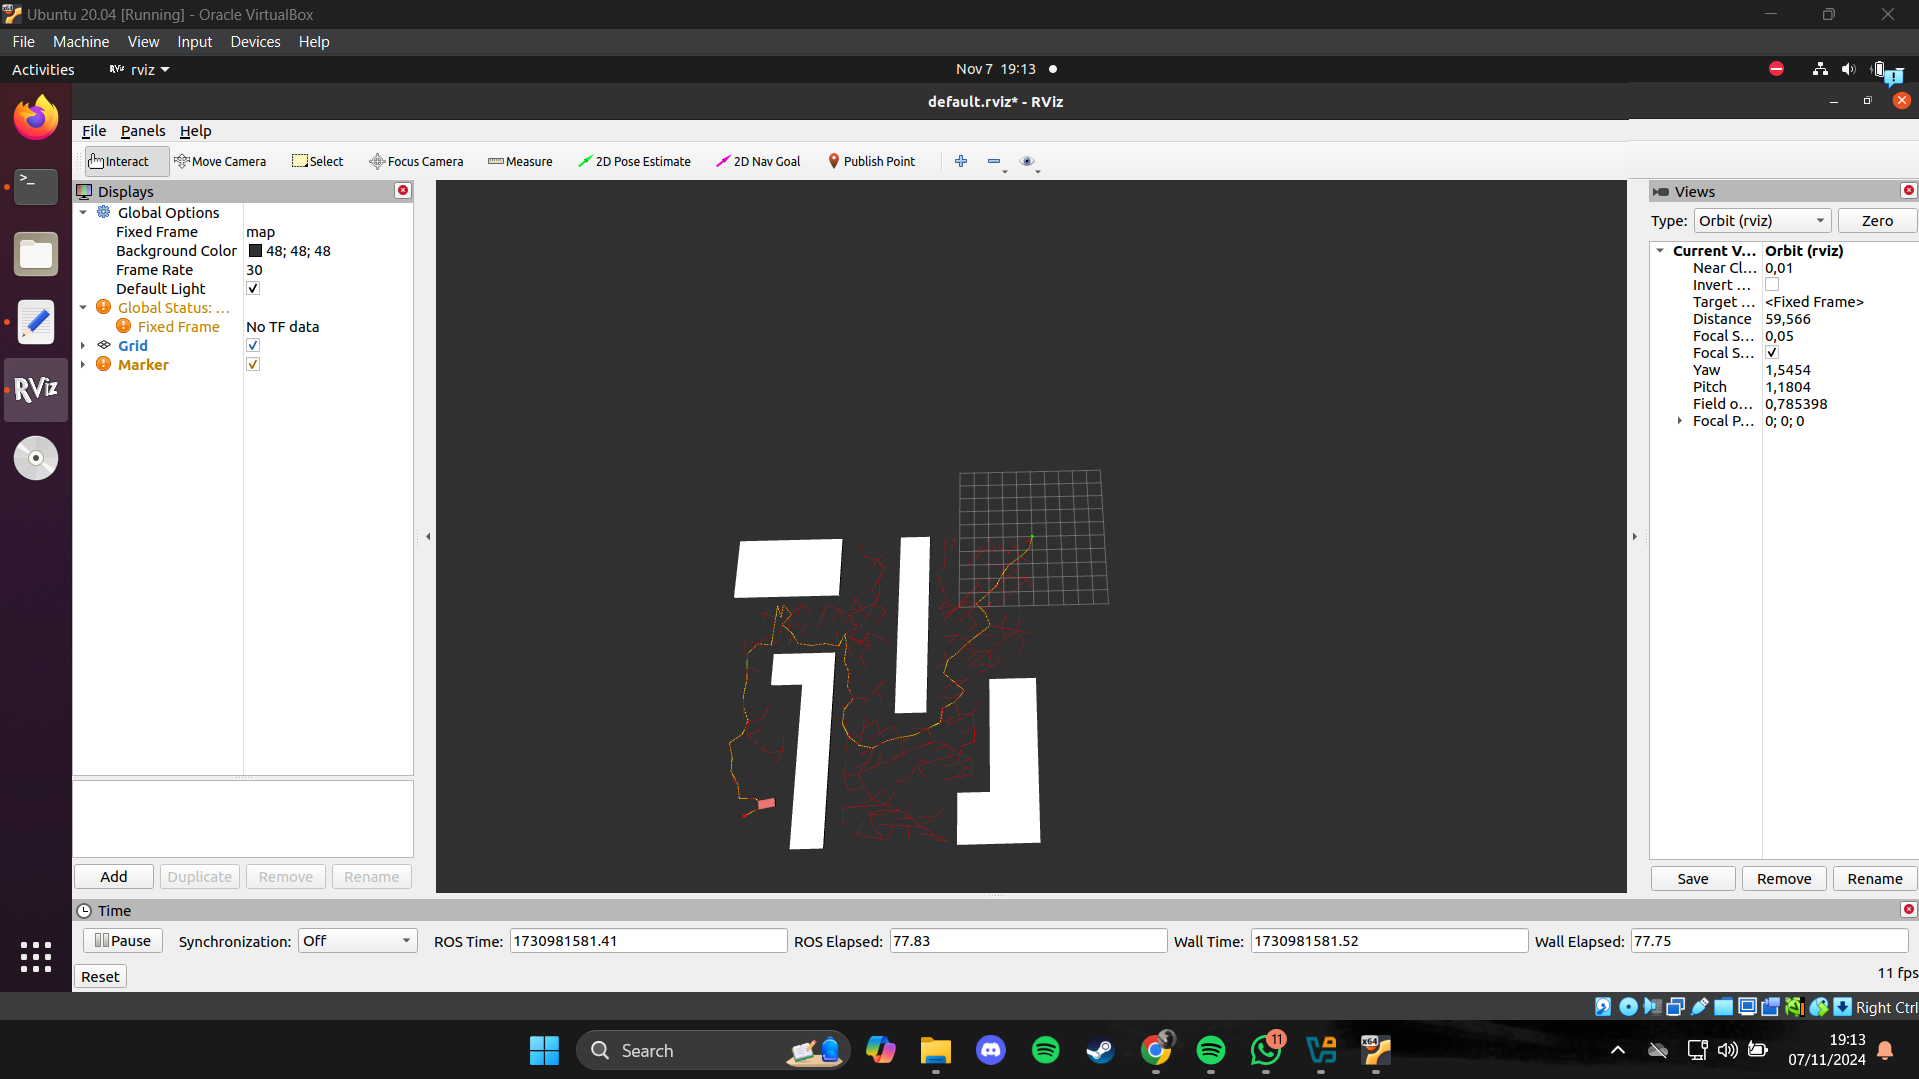 Ubuntu 20.04 [Running] - Oracle VirtualBox
File Machine View Input Devices Help
Activities RViz rviz Nov 7 19:13
default.rviz* - RViz
File Panels Help
Interact Move Camera Select Focus Camera Measure 2D Pose Estimate 2D Nav Goal Publish Point
Displays
Global Options
Fixed Frame map
Background Color 48; 48; 48
Frame Rate 30
Default Light
Global Status: ...
Fixed Frame No TF data
Grid
Marker
RViz
Add Duplicate Remove Rename
Views
Type: Orbit (rviz) Zero
Current V... Orbit (rviz)
Near Cl... 0,01
Invert ...
Target ... <Fixed Frame>
Distance 59,566
Focal S... 0,05
Focal S...
Yaw 1,5454
Pitch 1,1804
Field o... 0,785398
Focal P... 0; 0; 0
Save Remove Rename
Time
Pause Synchronization: Off ROS Time: 1730981581.41 ROS Elapsed: 77.83 Wall Time: 1730981581.52 Wall Elapsed: 77.75
Reset 11 fps
Right Ctrl
Search 11 x64 19:13
07/11/2024